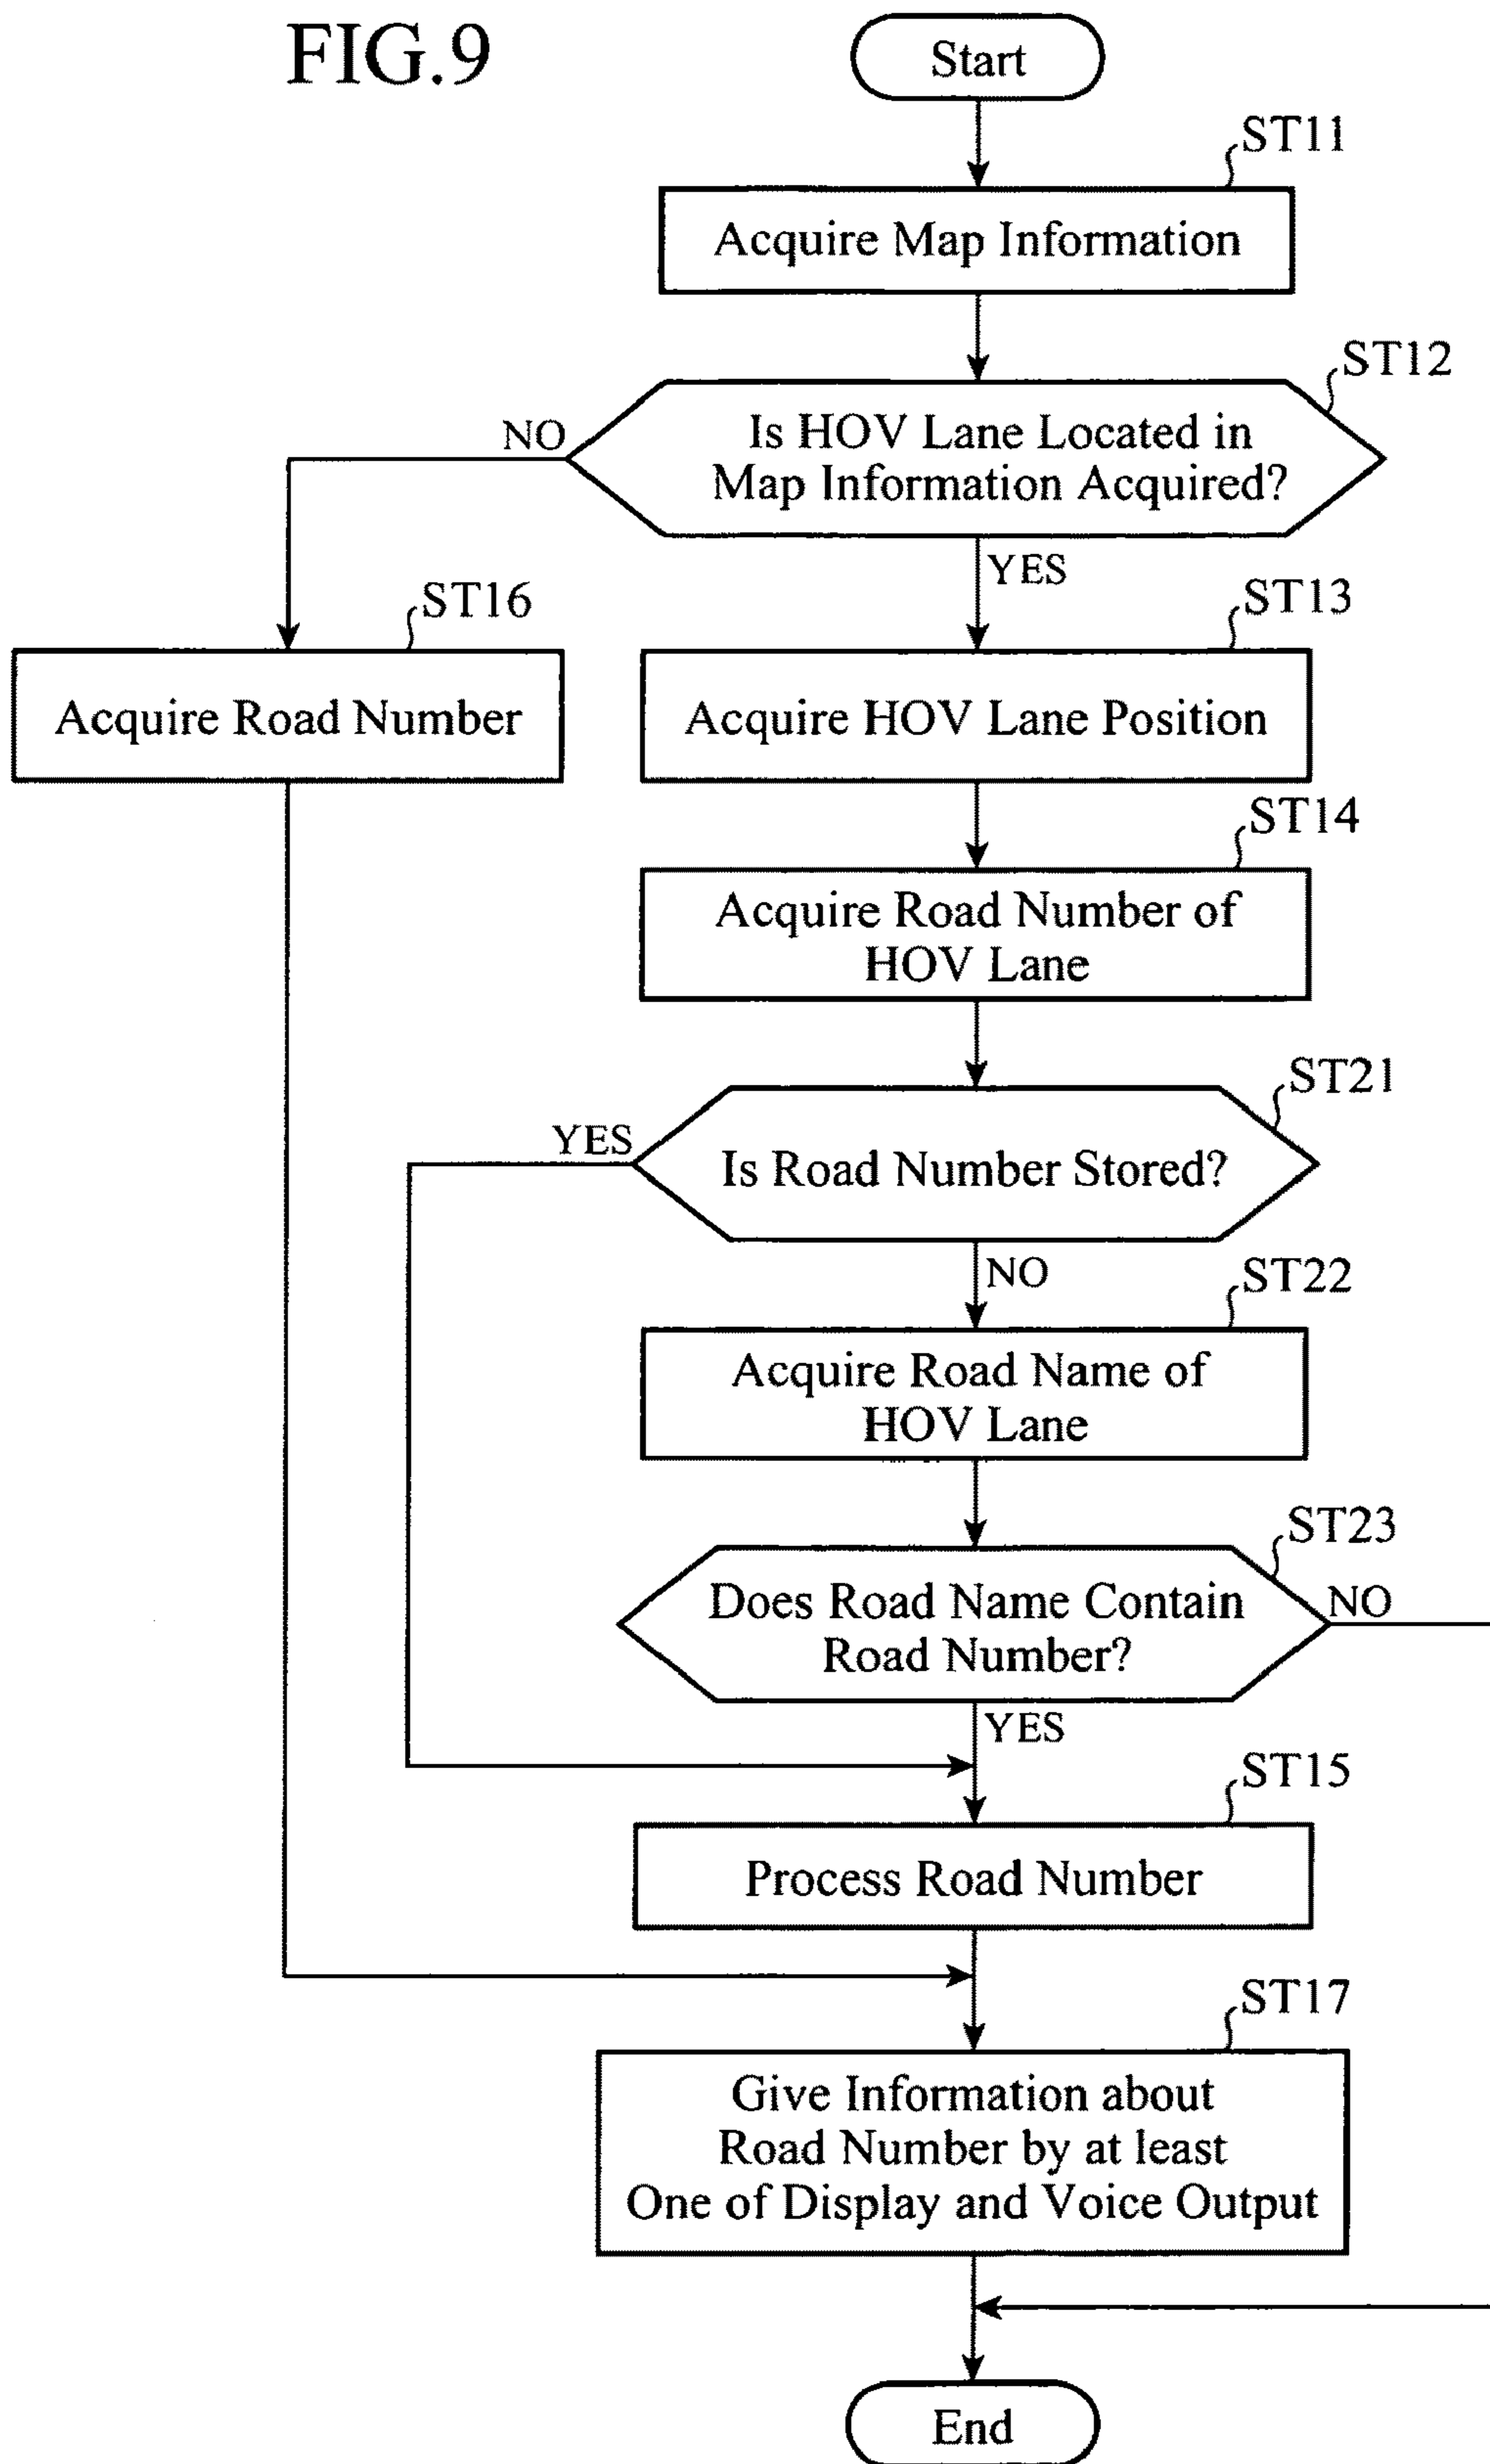 FIG.9
Start
ST11
Acquire Map Information
ST12
Is HOV Lane Located in
Map Information Acquired?
NO
YES
ST16
Acquire Road Number
ST13
Acquire HOV Lane Position
ST14
Acquire Road Number of
HOV Lane
ST21
YES
Is Road Number Stored?
NO
ST22
Acquire Road Name of
HOV Lane
ST23
Does Road Name Contain
Road Number?
NO
YES
ST15
Process Road Number
ST17
Give Information about
Road Number by at least
One of Display and Voice Output
End